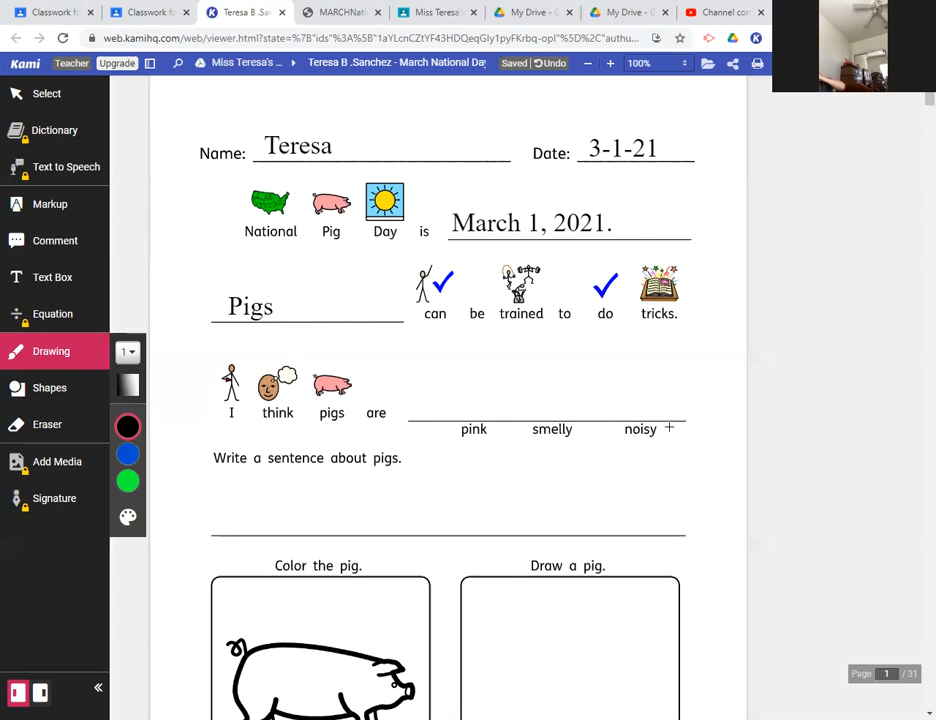 Classwork fo
Classwork fo
Teresa B .San
MARCHNati
Miss Teresa'
My Drive - G
My Drive - G
Channel con
web.kamihq.com/web/viewer.html?state=%7B"ids"%3A%5B"1aYLcnCZtYF43HDQeqGly1pyFKrbq-opl"%5D%2C"authu...
Kami Teacher Upgrade Miss Teresa's ... Teresa B .Sanchez - March National Day Saved Undo 100%
Select
Dictionary
Text to Speech
Markup
Comment
Text Box
Equation
Drawing
1
Shapes
Eraser
Add Media
Signature
Name: Teresa Date: 3-1-21
National Pig Day is March 1, 2021.
Pigs can be trained to do tricks.
I think pigs are
pink smelly noisy
Write a sentence about pigs.
Color the pig. Draw a pig.
Page 1 / 31